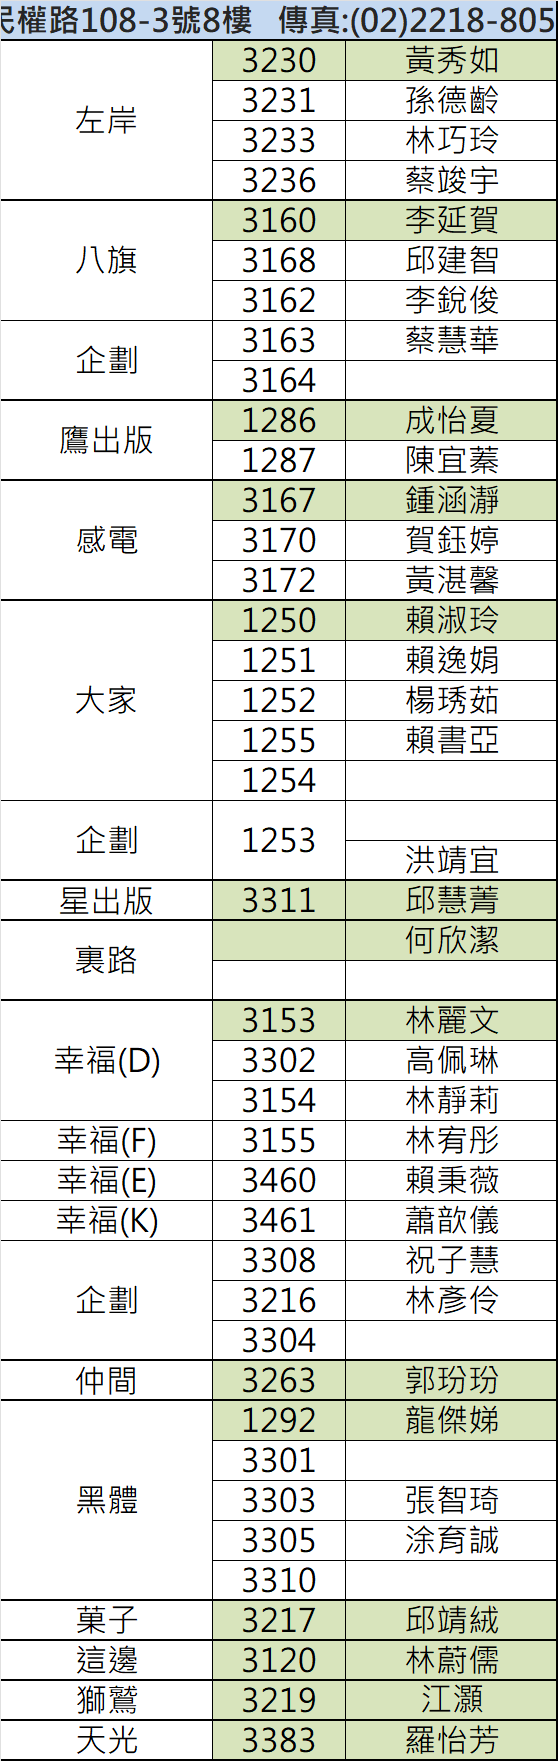 民權路108-3號8樓 傳真:(02)2218-805
左岸 3230 黃秀如
3231 孫德齡
3233 林巧玲
3236 蔡竣宇
八旗 3160 李延賀
3168 邱建智
3162 李銳俊
企劃 3163 蔡慧華
3164
鷹出版 1286 成怡夏
1287 陳宜蓁
感電 3167 鍾涵瀞
3170 賀鈺婷
3172 黃湛馨
大家 1250 賴淑玲
1251 賴逸娟
1252 楊琇茹
1255 賴書亞
1254
企劃 1253
洪靖宜
星出版 3311 邱慧菁
裏路 何欣潔
幸福(D) 3153 林麗文
3302 高佩琳
3154 林靜莉
幸福(F) 3155 林宥彤
幸福(E) 3460 賴秉薇
幸福(K) 3461 蕭歆儀
企劃 3308 祝子慧
3216 林彥伶
3304
仲間 3263 郭玢玢
黑體 1292 龍傑娣
3301
3303 張智琦
3305 涂育誠
3310
菓子 3217 邱靖絨
這邊 3120 林蔚儒
獅鷲 3219 江灝
天光 3383 羅怡芳